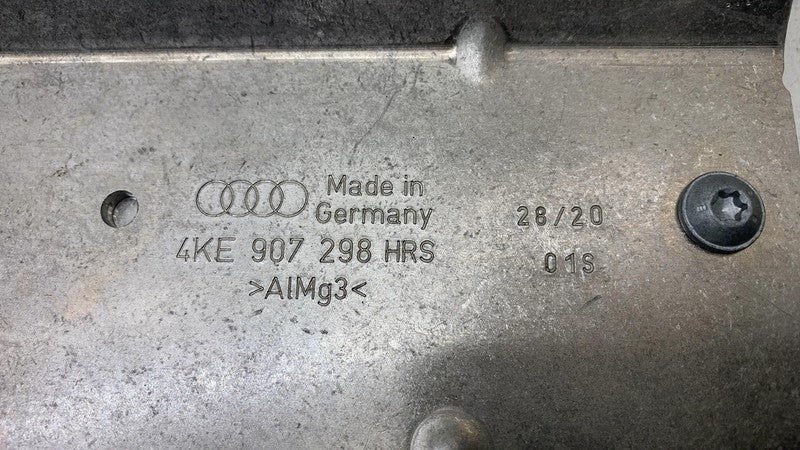 Made in
Germany
28/20
4KE 907 298 HRS
01S
>AlMg3<